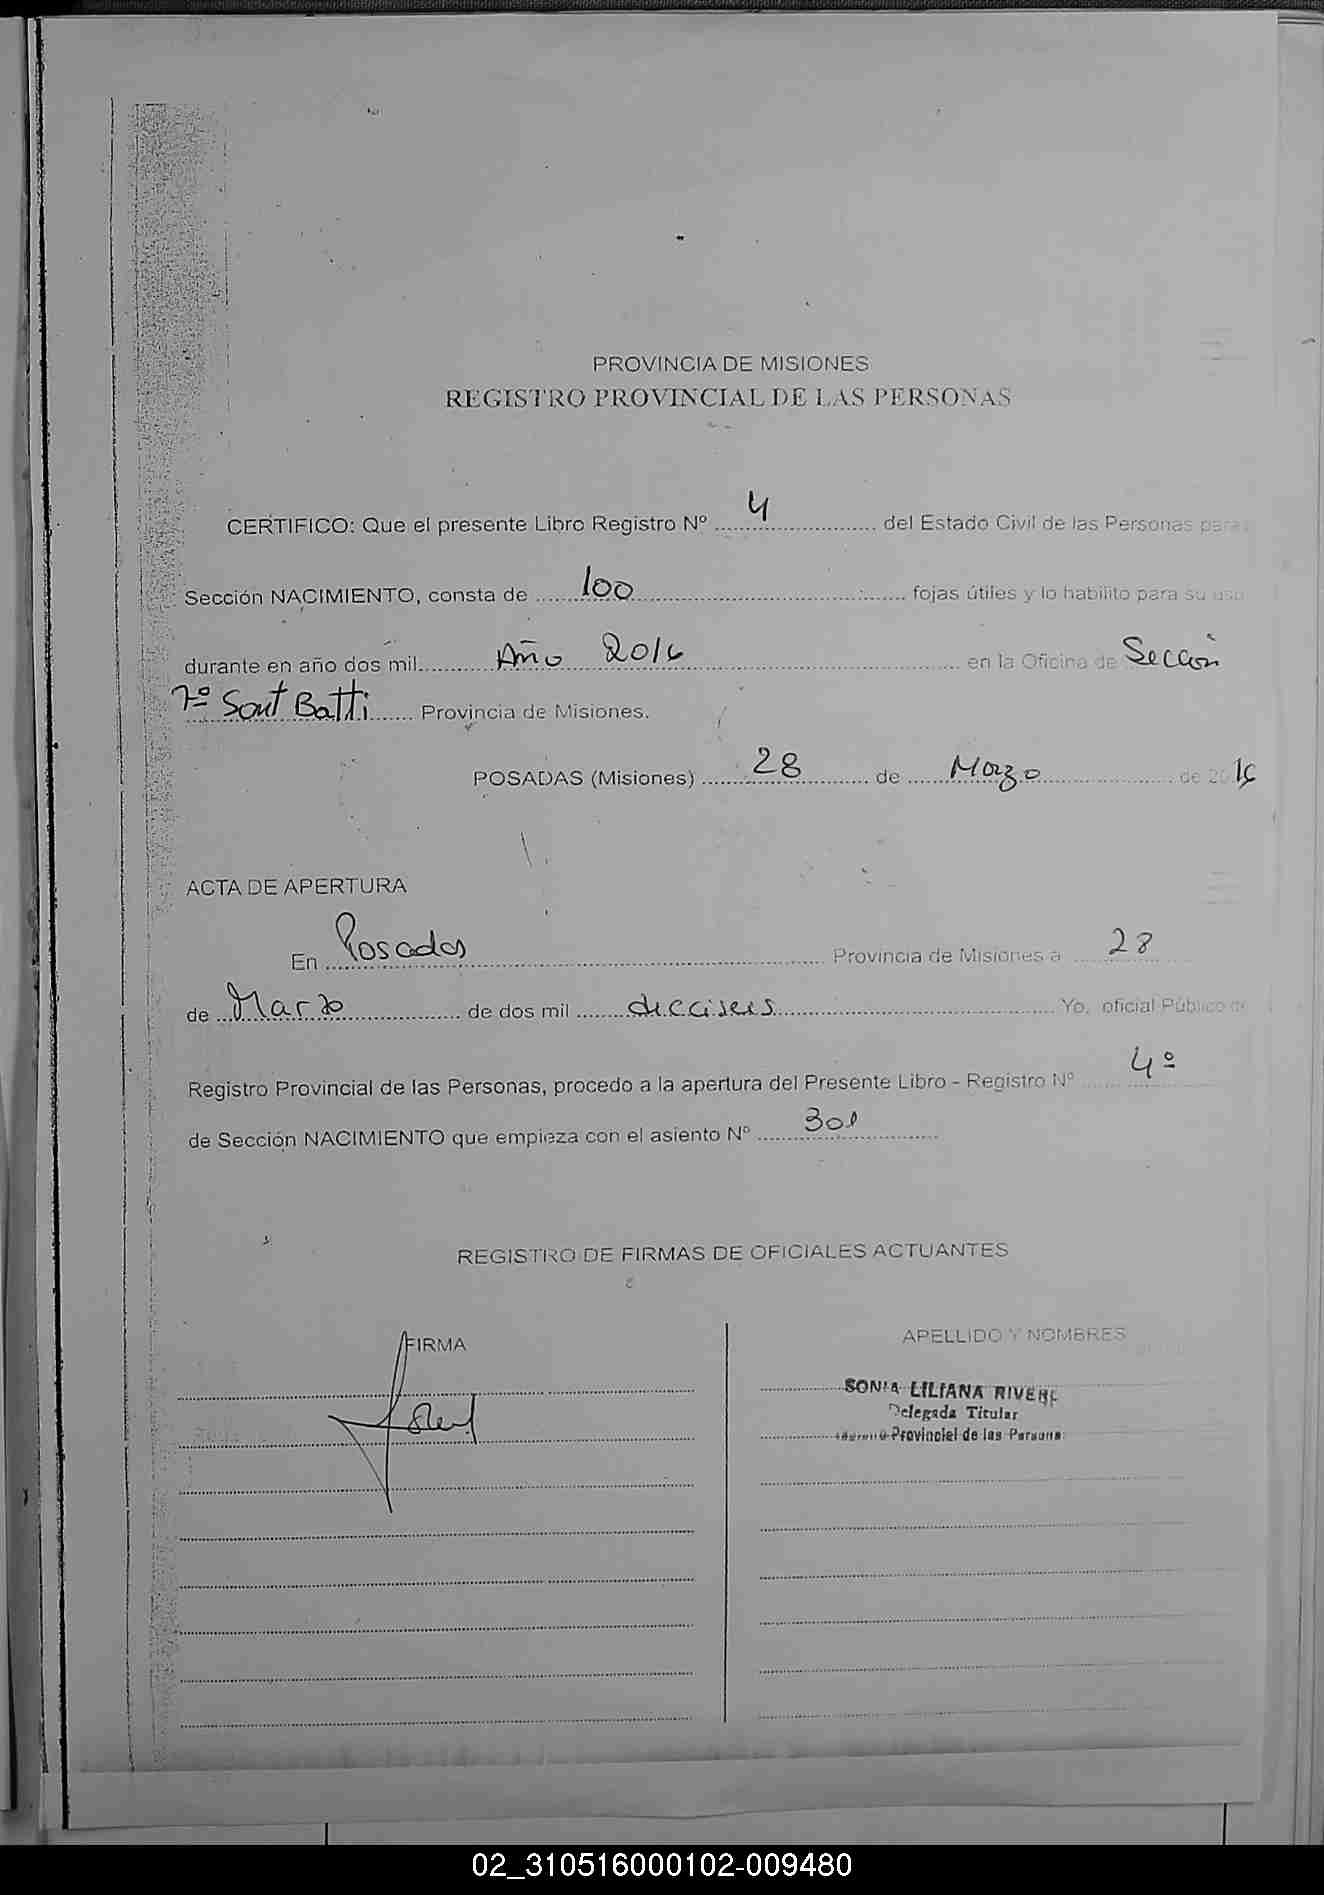 PROVINCIA DE MISIONES
REGISTRO PROVINCIAL DE LAS PERSONAS
CERTIFICO: Que el presente Libro Registro Nº 4 del Estado Civil de las Personas para
Sección NACIMIENTO, consta de 100 fojas útiles y lo habilito para su uso
durante en año dos mil Año 2016 en la Oficina de Sección
7º Sant Batti Provincia de Misiones.
POSADAS (Misiones) 28 de Marzo de 2016
ACTA DE APERTURA
En Posadas Provincia de Misiones a 28
de Marzo de dos mil dieciseis Yo, oficial Público de
Registro Provincial de las Personas, procedo a la apertura del Presente Libro - Registro Nº 4º
de Sección NACIMIENTO que empieza con el asiento Nº 301
REGISTRO DE FIRMAS DE OFICIALES ACTUANTES
FIRMA
APELLIDO Y NOMBRES
SONIA LILIANA
Delegada Titular
Provincial de las Persona
02_310516000102-009480